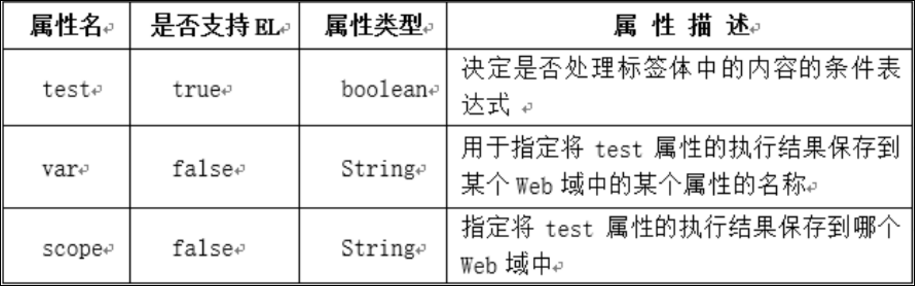 属性名 是否支持EL 属性类型 属 性 描 述
test true boolean 决定是否处理标签体中的内容的条件表
达式
var false String 用于指定将 test 属性的执行结果保存到
某个 Web 域中的某个属性的名称
scope false String 指定将 test 属性的执行结果保存到哪个
Web 域中